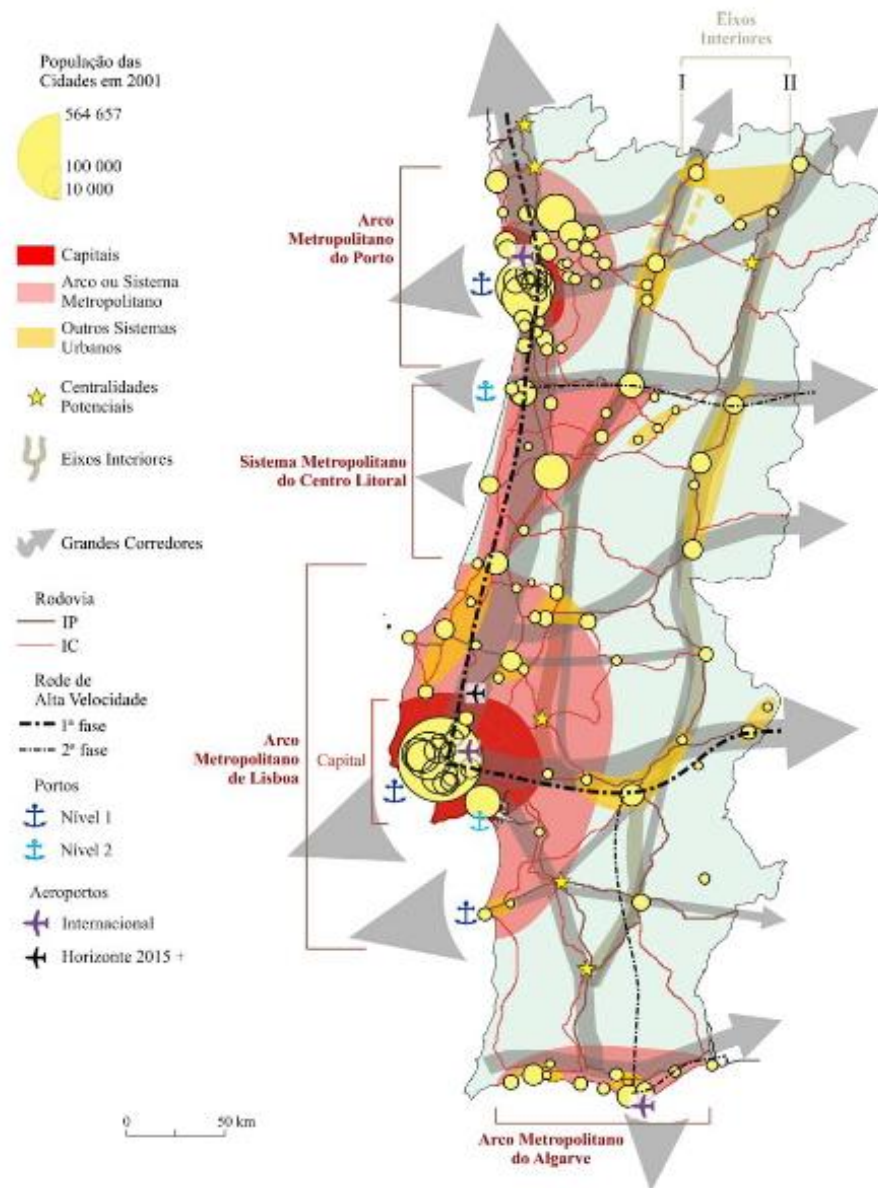 Eixos
Interiores
I
II
População das
Cidades em 2001
564 657
100 000
10 000
Capitais
Arco ou Sistema
Metropolitano
Outros Sistemas
Urbanos
Centralidades
Potenciais
Eixos Interiores
Grandes Corredores
Rodovia
IP
IC
Rede de
Alta Velocidade
1ª fase
2ª fase
Portos
Nível 1
Nível 2
Aeroportos
Internacional
Horizonte 2015 +
Arco
Metropolitano
do Porto
Sistema Metropolitano
do Centro Litoral
Arco
Metropolitano
de Lisboa
Capital
0
50 km
Arco Metropolitano
do Algarve